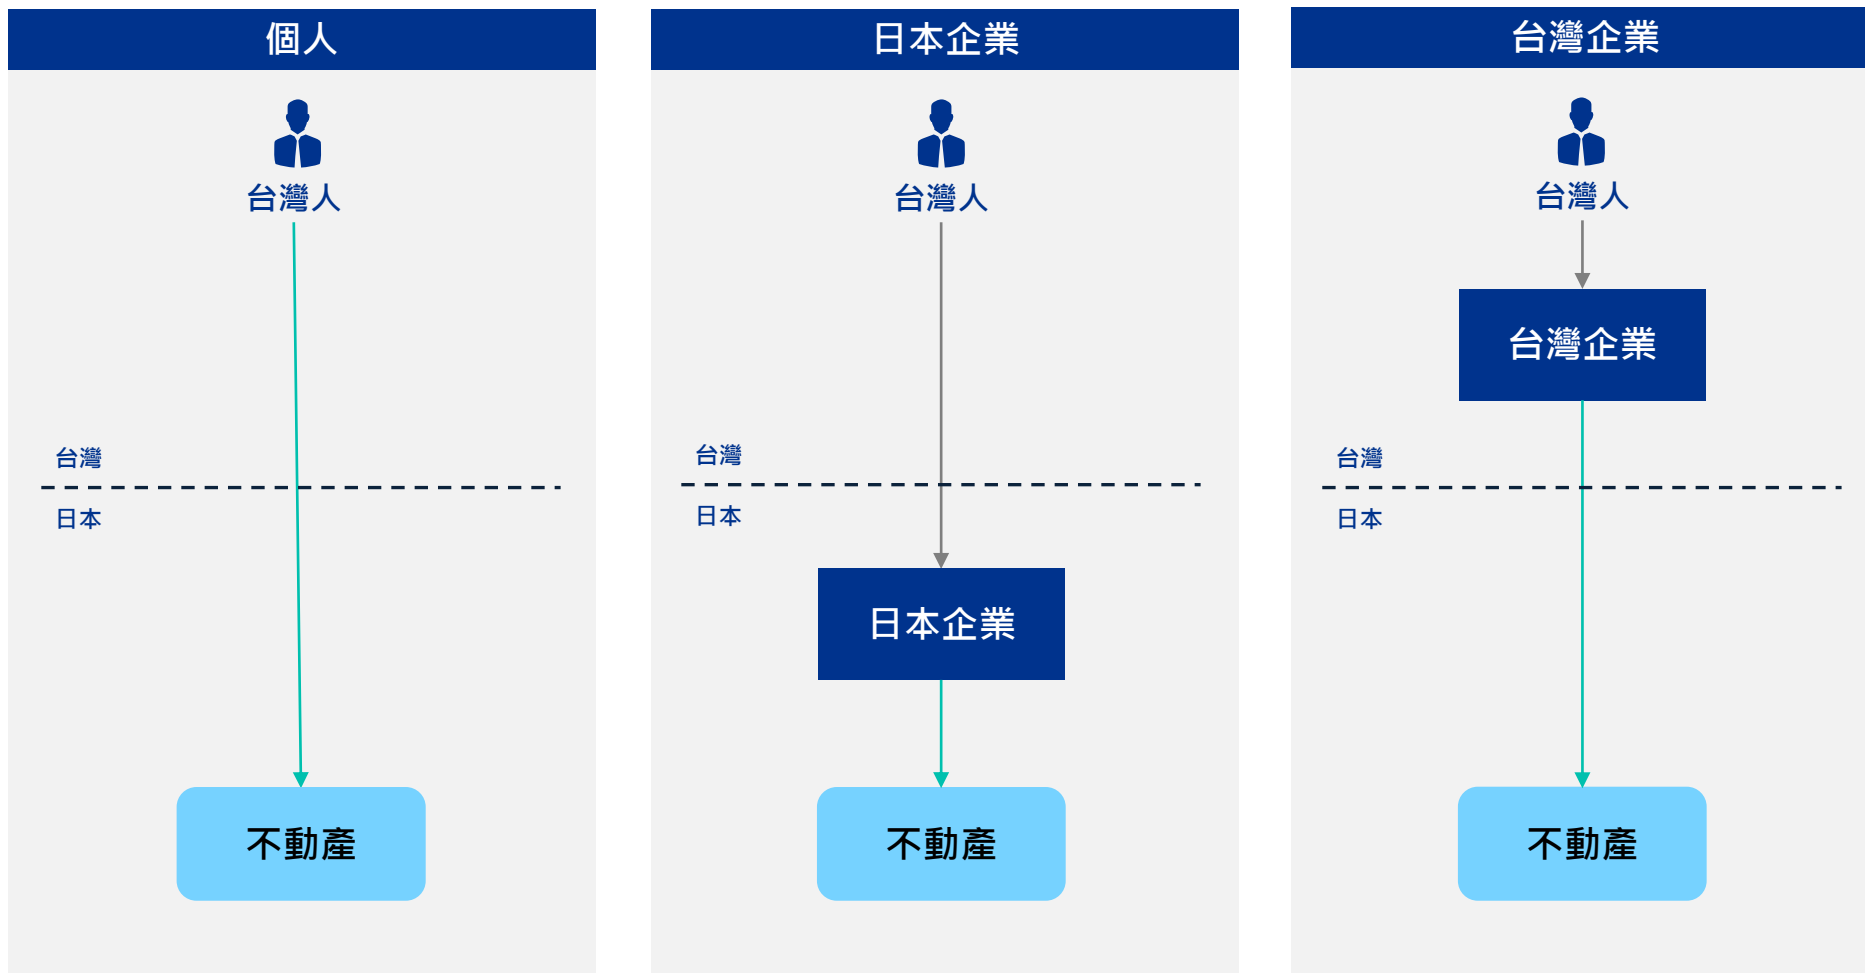 個人
台灣人
台灣
日本
不動產
日本企業
台灣人
台灣
日本
日本企業
不動產
台灣企業
台灣人
台灣企業
台灣
日本
不動產